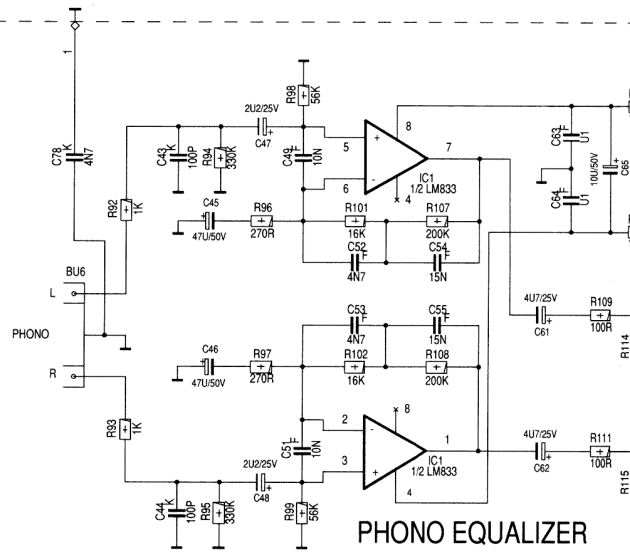 1
C78 K
4N7
R92
1K
C43 K
100P
R94
330K
2U2/25V
+
C47
R98
56K
C49 F
10N
5
+
6
-
8
7
4
IC1
1/2 LM833
C63 F
U1
C64 F
U1
10U/50V
+
C65
C45
+
47U/50V
R96
270R
R101
16K
R107
200K
C52
F
4N7
C54
F
15N
BU6
L
PHONO
R
C53
F
4N7
C55
F
15N
C46
+
47U/50V
R97
270R
R102
16K
R108
200K
4U7/25V
+
C61
R109
100R
R114
R93
1K
C51 F
10N
2
-
3
+
8
1
4
IC1
1/2 LM833
4U7/25V
+
C62
R111
100R
R115
2U2/25V
+
C48
C44 K
100P
R95
330K
R99
56K
PHONO EQUALIZER